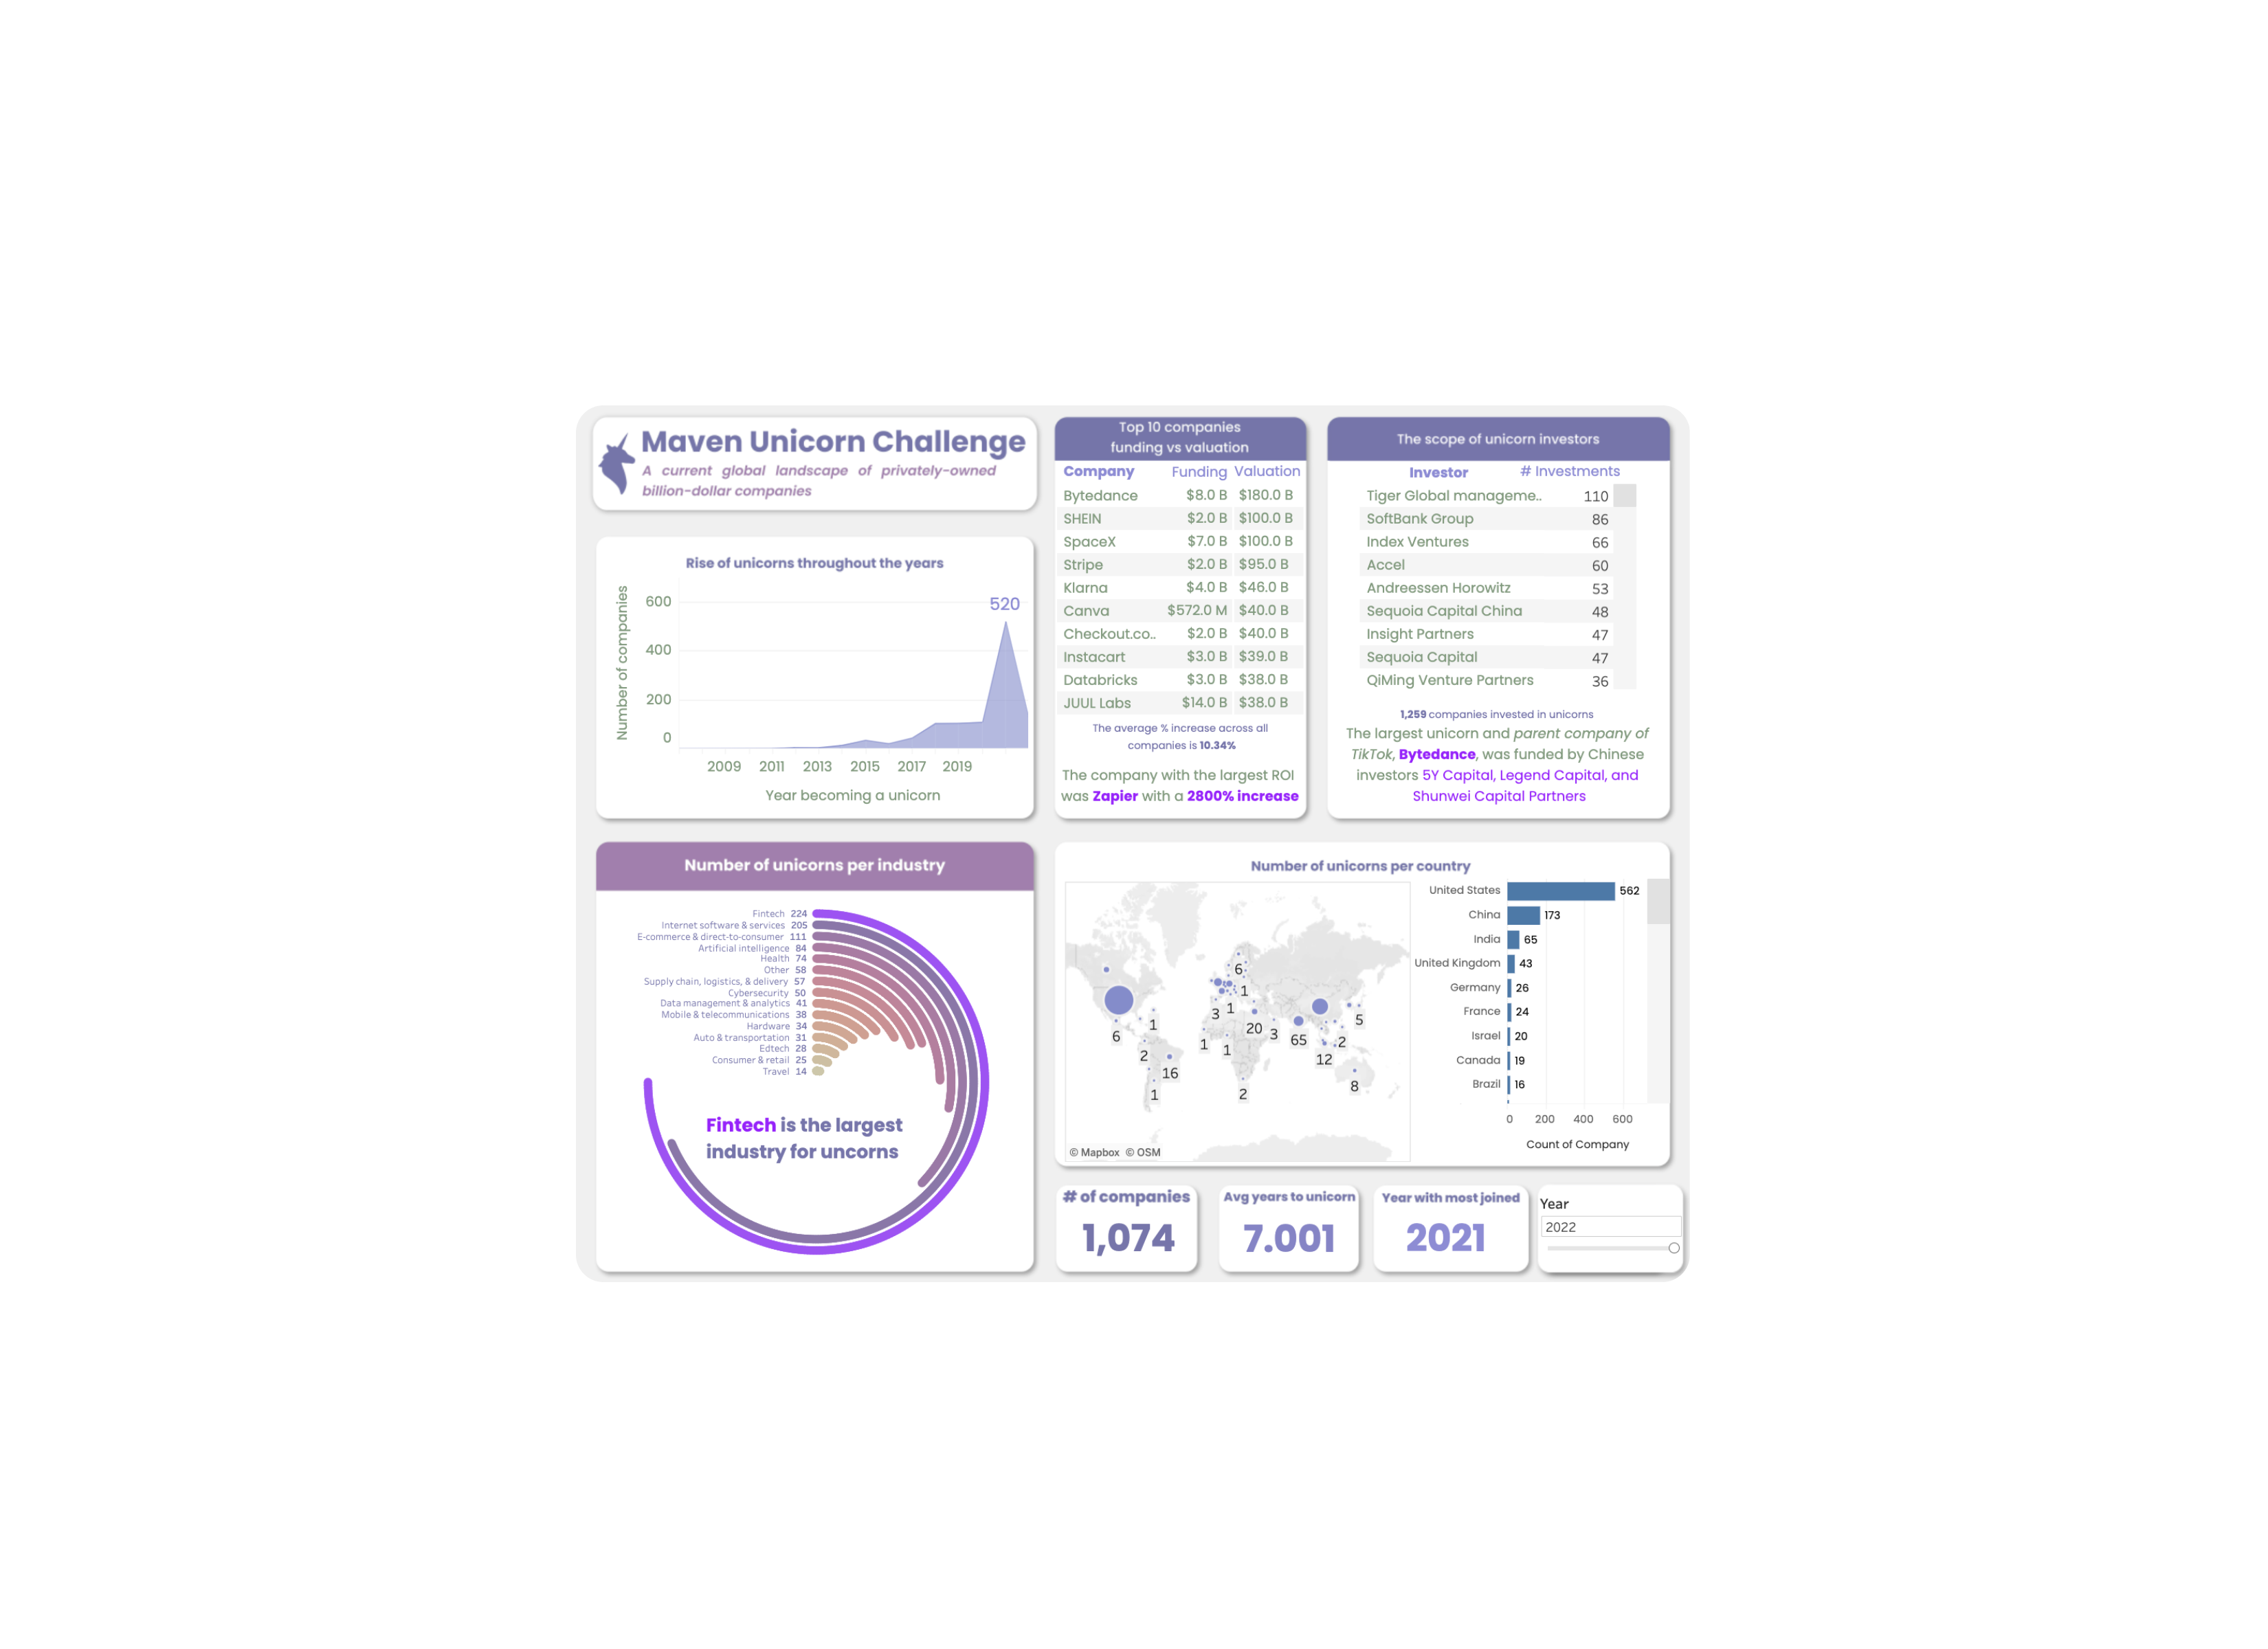 Maven Unicorn Challenge
A current global landscape of privately-owned
billion-dollar companies
Rise of unicorns throughout the years
Number of companies
600
400
200
0
520
2009 2011 2013 2015 2017 2019
Year becoming a unicorn
Top 10 companies
funding vs valuation
Company Funding Valuation
Bytedance $8.0 B $180.0 B
SHEIN $2.0 B $100.0 B
SpaceX $7.0 B $100.0 B
Stripe $2.0 B $95.0 B
Klarna $4.0 B $46.0 B
Canva $572.0 M $40.0 B
Checkout.co.. $2.0 B $40.0 B
Instacart $3.0 B $39.0 B
Databricks $3.0 B $38.0 B
JUUL Labs $14.0 B $38.0 B
The average % increase across all
companies is 10.34%
The company with the largest ROI
was Zapier with a 2800% increase
The scope of unicorn investors
Investor # Investments
Tiger Global manageme.. 110
SoftBank Group 86
Index Ventures 66
Accel 60
Andreessen Horowitz 53
Sequoia Capital China 48
Insight Partners 47
Sequoia Capital 47
QiMing Venture Partners 36
1,259 companies invested in unicorns
The largest unicorn and parent company of
TikTok, Bytedance, was funded by Chinese
investors 5Y Capital, Legend Capital, and
Shunwei Capital Partners
Number of unicorns per industry
Fintech 224
Internet software & services 205
E-commerce & direct-to-consumer 111
Artificial intelligence 84
Health 74
Other 58
Supply chain, logistics, & delivery 57
Cybersecurity 50
Data management & analytics 41
Mobile & telecommunications 38
Hardware 34
Auto & transportation 31
Edtech 28
Consumer & retail 25
Travel 14
Fintech is the largest
industry for uncorns
Number of unicorns per country
6
1
3 1
1 20 3 5
6 65 2
1 1
2 12
16
8
1 2
© Mapbox © OSM
United States 562
China 173
India 65
United Kingdom 43
Germany 26
France 24
Israel 20
Canada 19
Brazil 16
0 200 400 600
Count of Company
# of companies
1,074
Avg years to unicorn
7.001
Year with most joined
2021
Year
2022